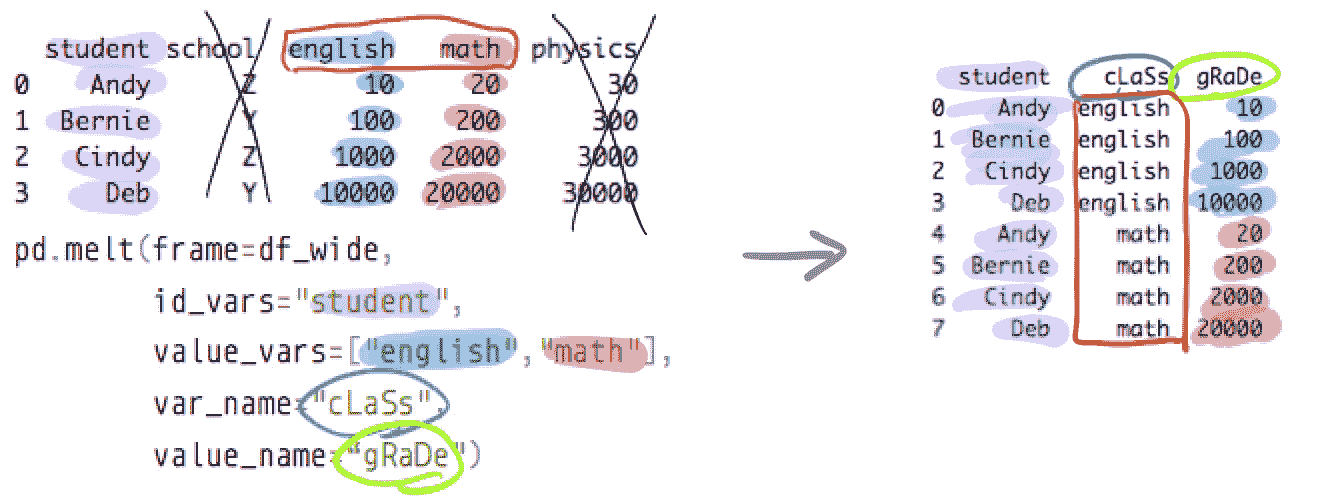 student school english math physics
0 Andy Z 10 20 30
1 Bernie Y 100 200 300
2 Cindy Z 1000 2000 3000
3 Deb Y 10000 20000 30000
pd.melt(frame=df_wide,
id_vars="student",
value_vars=["english","math"],
var_name="cLaSs",
value_name="gRaDe")
student cLaSs gRaDe
0 Andy english 10
1 Bernie english 100
2 Cindy english 1000
3 Deb english 10000
4 Andy math 20
5 Bernie math 200
6 Cindy math 2000
7 Deb math 20000